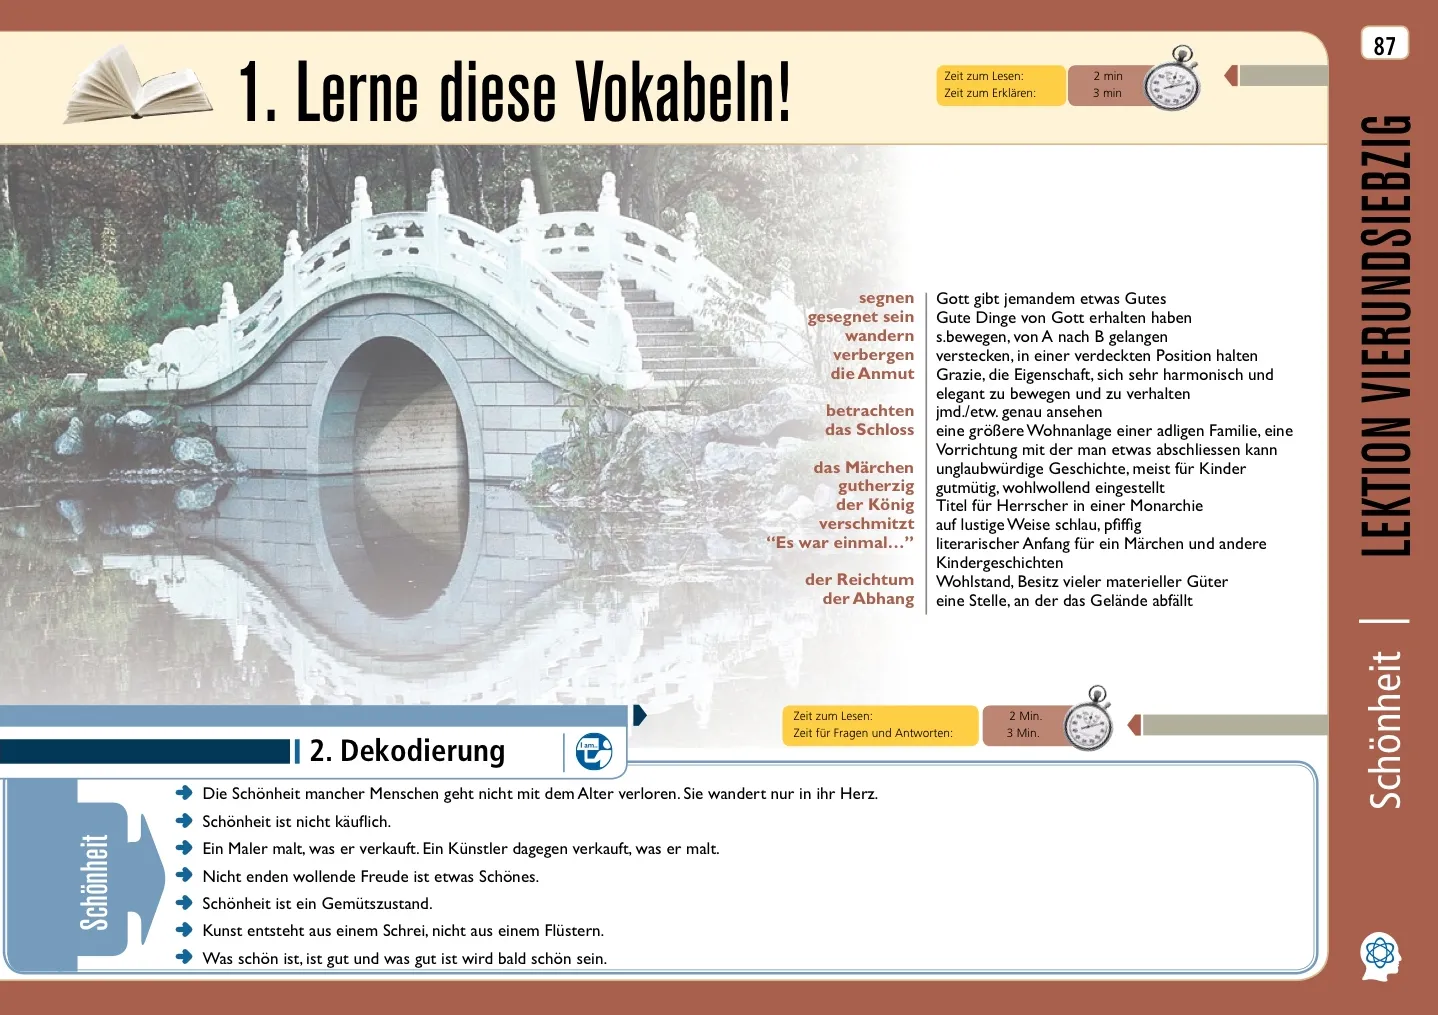 1. Lerne diese Vokabeln!
Zeit zum Lesen: 2 min
Zeit zum Erklären: 3 min
87
LEKTION VIERUNDSIEBZIG | Schönheit
segnen Gott gibt jemandem etwas Gutes
gesegnet sein Gute Dinge von Gott erhalten haben
wandern s.bewegen, von A nach B gelangen
verbergen verstecken, in einer verdeckten Position halten
die Anmut Grazie, die Eigenschaft, sich sehr harmonisch und
elegant zu bewegen und zu verhalten
betrachten jmd./etw. genau ansehen
das Schloss eine größere Wohnanlage einer adligen Familie, eine
Vorrichtung mit der man etwas abschliessen kann
das Märchen unglaubwürdige Geschichte, meist für Kinder
gutherzig gutmütig, wohlwollend eingestellt
der König Titel für Herrscher in einer Monarchie
verschmitzt auf lustige Weise schlau, pfiffig
“Es war einmal…” literarischer Anfang für ein Märchen und andere
Kindergeschichten
der Reichtum Wohlstand, Besitz vieler materieller Güter
der Abhang eine Stelle, an der das Gelände abfällt
Zeit zum Lesen: 2 Min.
Zeit für Fragen und Antworten: 3 Min.
2. Dekodierung
I am..
Schönheit
Die Schönheit mancher Menschen geht nicht mit dem Alter verloren. Sie wandert nur in ihr Herz.
Schönheit ist nicht käuflich.
Ein Maler malt, was er verkauft. Ein Künstler dagegen verkauft, was er malt.
Nicht enden wollende Freude ist etwas Schönes.
Schönheit ist ein Gemütszustand.
Kunst entsteht aus einem Schrei, nicht aus einem Flüstern.
Was schön ist, ist gut und was gut ist wird bald schön sein.